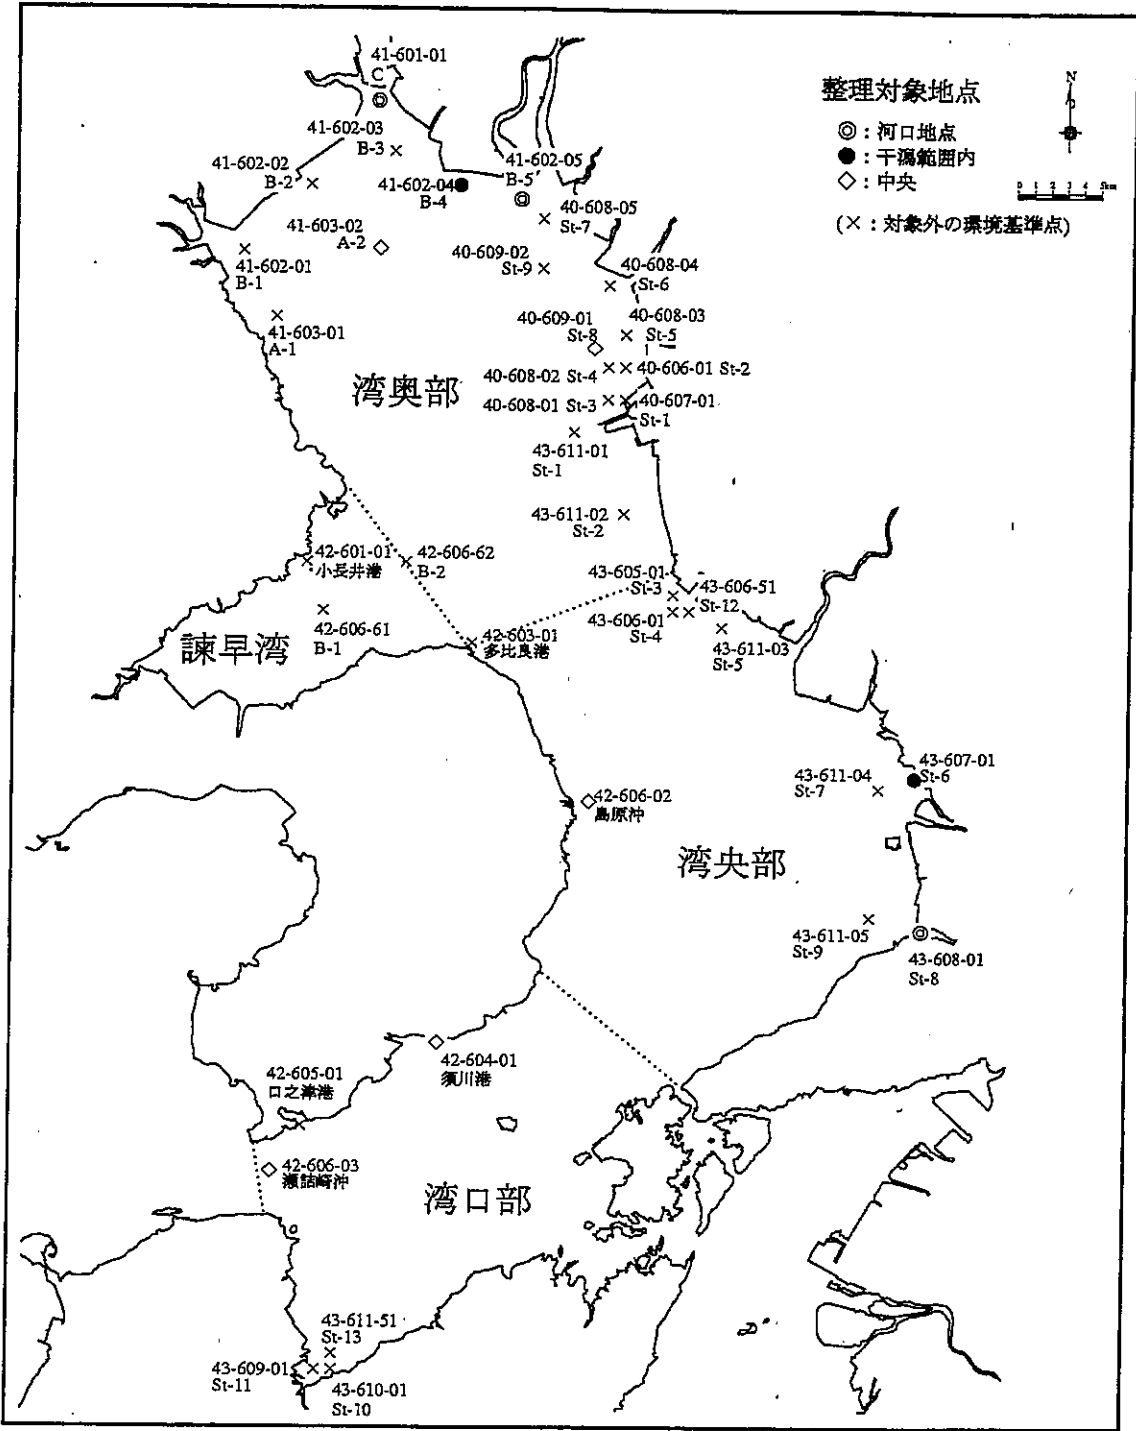 41-601-01
C
整理対象地点
N
◎：河口地点
●：干潟範囲内
◇：中央
0 1 2 3 4 5km
(×：対象外の環境基準点)
41-602-03
B-3
41-602-02
B-2
41-602-04
B-4
41-602-05
B-5
41-603-02
A-2
40-608-05
St-7
40-609-02
St-9
41-602-01
B-1
40-608-04
St-6
41-603-01
A-1
40-609-01
St-8
40-608-03
St-5
湾奥部
40-608-02 St-4
40-606-01 St-2
40-608-01 St-3
40-607-01
St-1
43-611-01
St-1
43-611-02
St-2
42-601-01
小長井港
42-606-62
B-2
43-605-01
St-3
43-606-51
St-12
43-606-01
St-4
42-606-61
B-1
諫早湾
42-603-01
多比良港
43-611-03
St-5
43-607-01
St-6
43-611-04
St-7
42-606-02
島原沖
湾央部
43-611-05
St-9
43-608-01
St-8
42-604-01
須川港
42-605-01
口之津港
42-606-03
瀬詰崎沖
湾口部
43-611-51
St-13
43-609-01
St-11
43-610-01
St-10